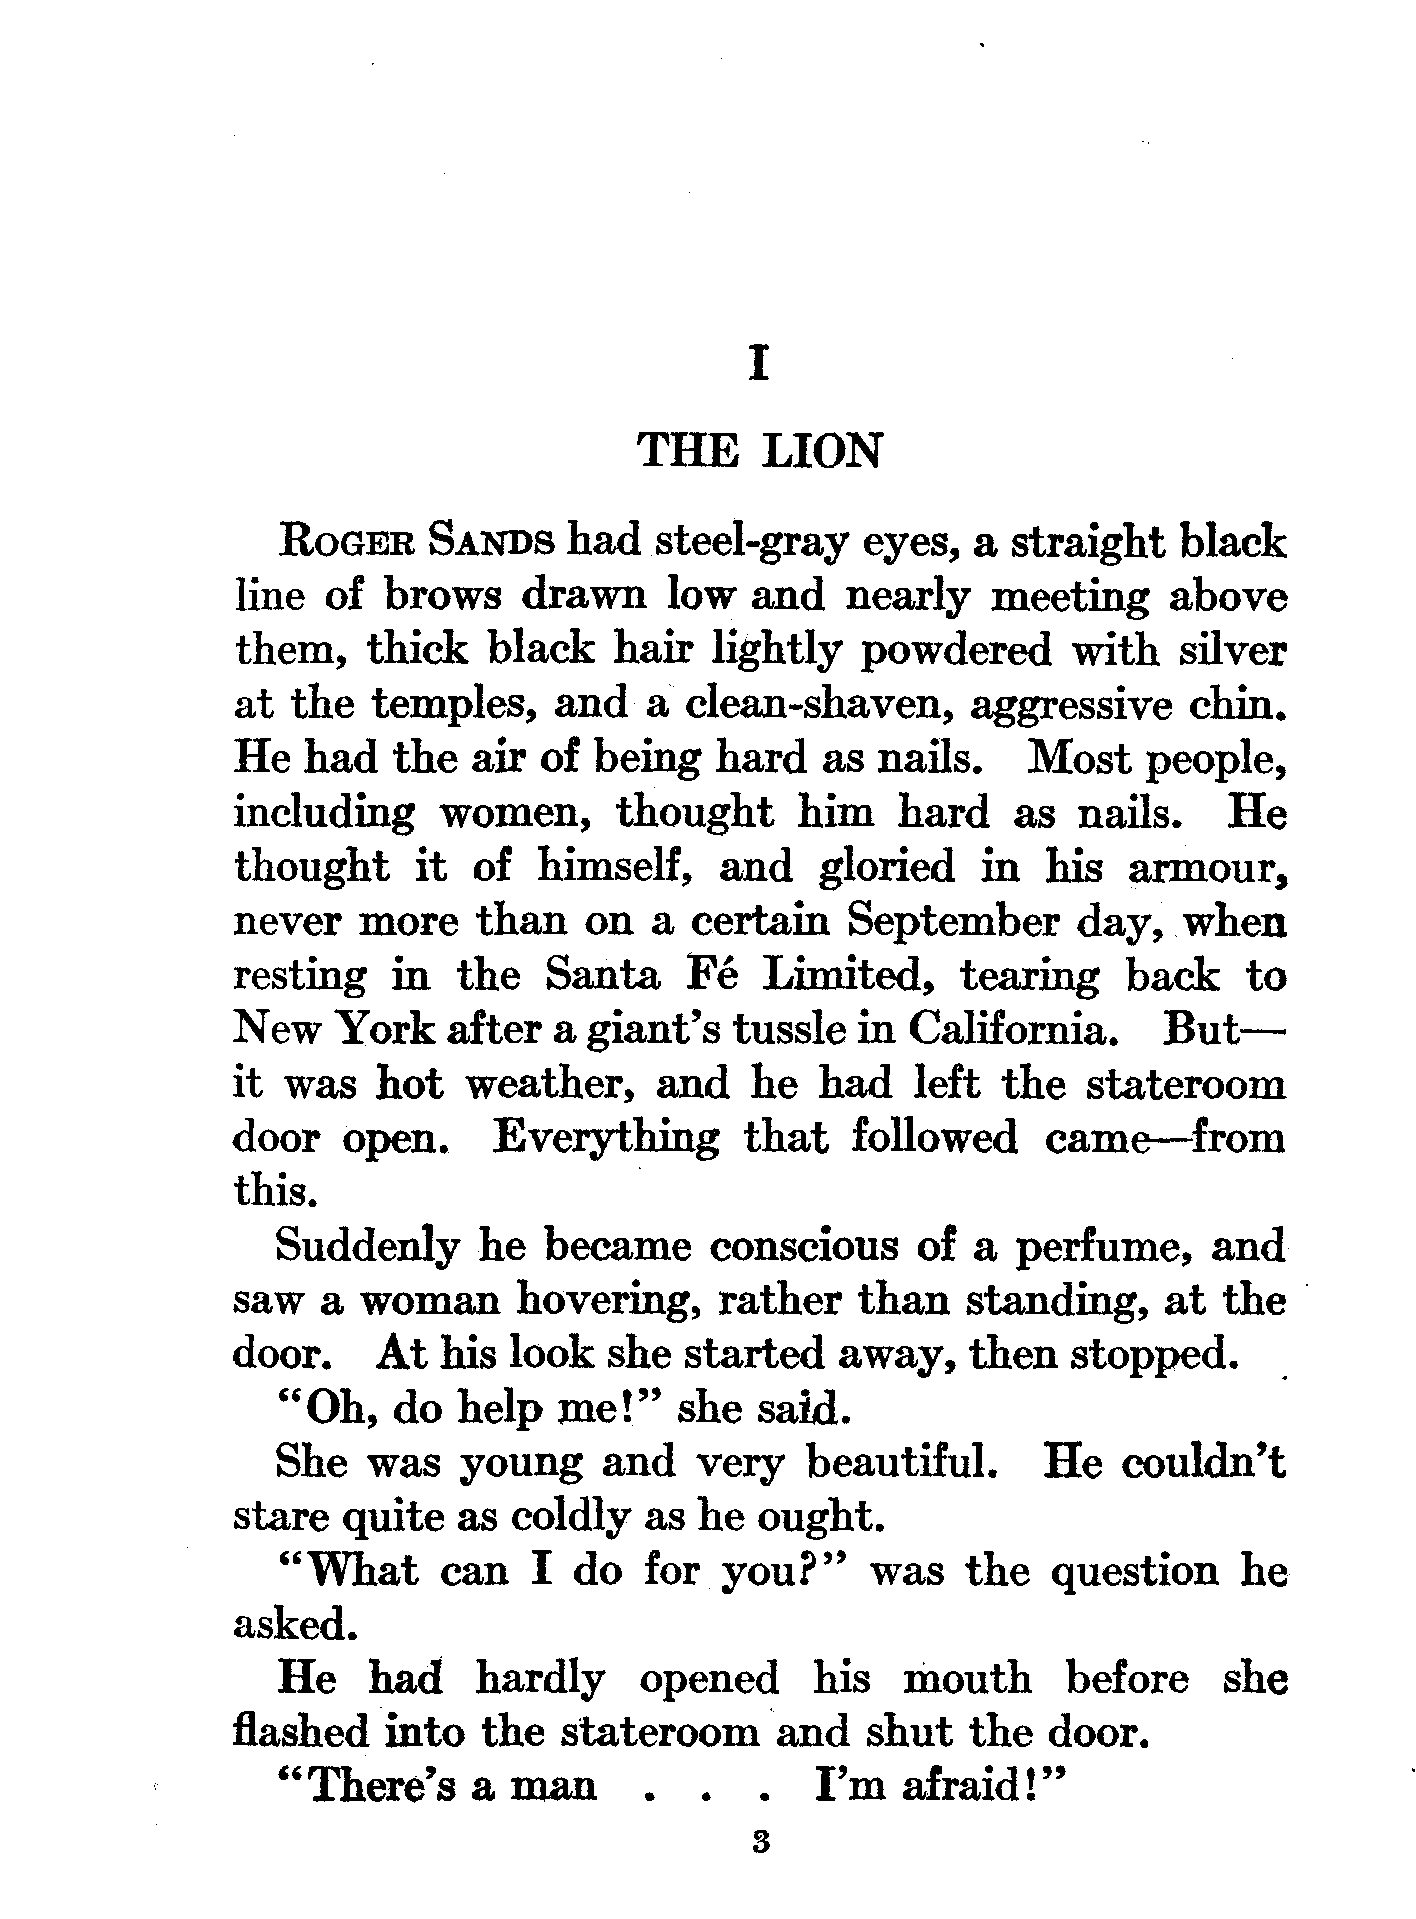 I
THE LION
ROGER SANDS had steel-gray eyes, a straight black
line of brows drawn low and nearly meeting above
them, thick black hair lightly powdered with silver
at the temples, and a clean-shaven, aggressive chin.
He had the air of being hard as nails. Most people,
including women, thought him hard as nails. He
thought it of himself, and gloried in his armour,
never more than on a certain September day, when
resting in the Santa Fé Limited, tearing back to
New York after a giant's tussle in California. But—
it was hot weather, and he had left the stateroom
door open. Everything that followed came—from
this.
Suddenly he became conscious of a perfume, and
saw a woman hovering, rather than standing, at the
door. At his look she started away, then stopped.
“Oh, do help me!” she said.
She was young and very beautiful. He couldn't
stare quite as coldly as he ought.
“What can I do for you?” was the question he
asked.
He had hardly opened his mouth before she
flashed into the stateroom and shut the door.
“There's a man . . . I'm afraid!”
3